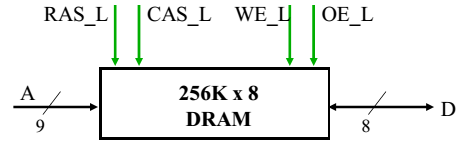 RAS_L CAS_L WE_L OE_L
A 256K x 8 D
DRAM
9 8